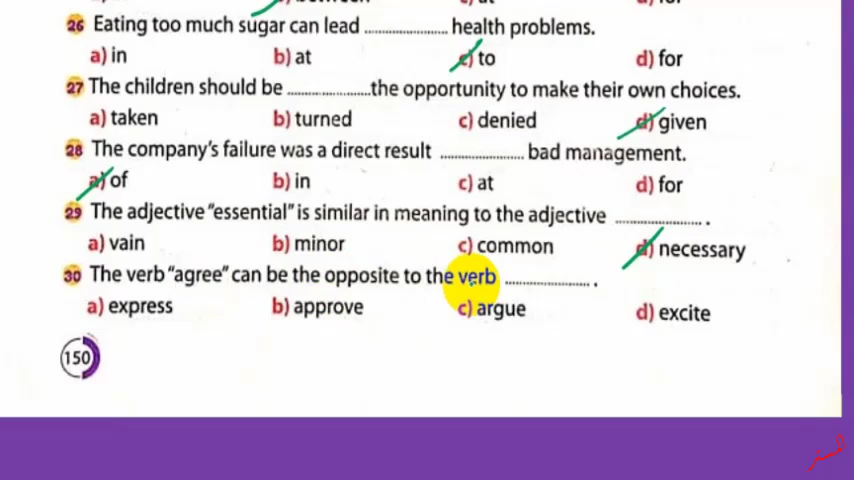 26 Eating too much sugar can lead .................... health problems.
a) in b) at c) to d) for
27 The children should be .................... the opportunity to make their own choices.
a) taken b) turned c) denied d) given
28 The company's failure was a direct result .................... bad management.
a) of b) in c) at d) for
29 The adjective "essential" is similar in meaning to the adjective .................... .
a) vain b) minor c) common d) necessary
30 The verb "agree" can be the opposite to the verb .................... .
a) express b) approve c) argue d) excite
150